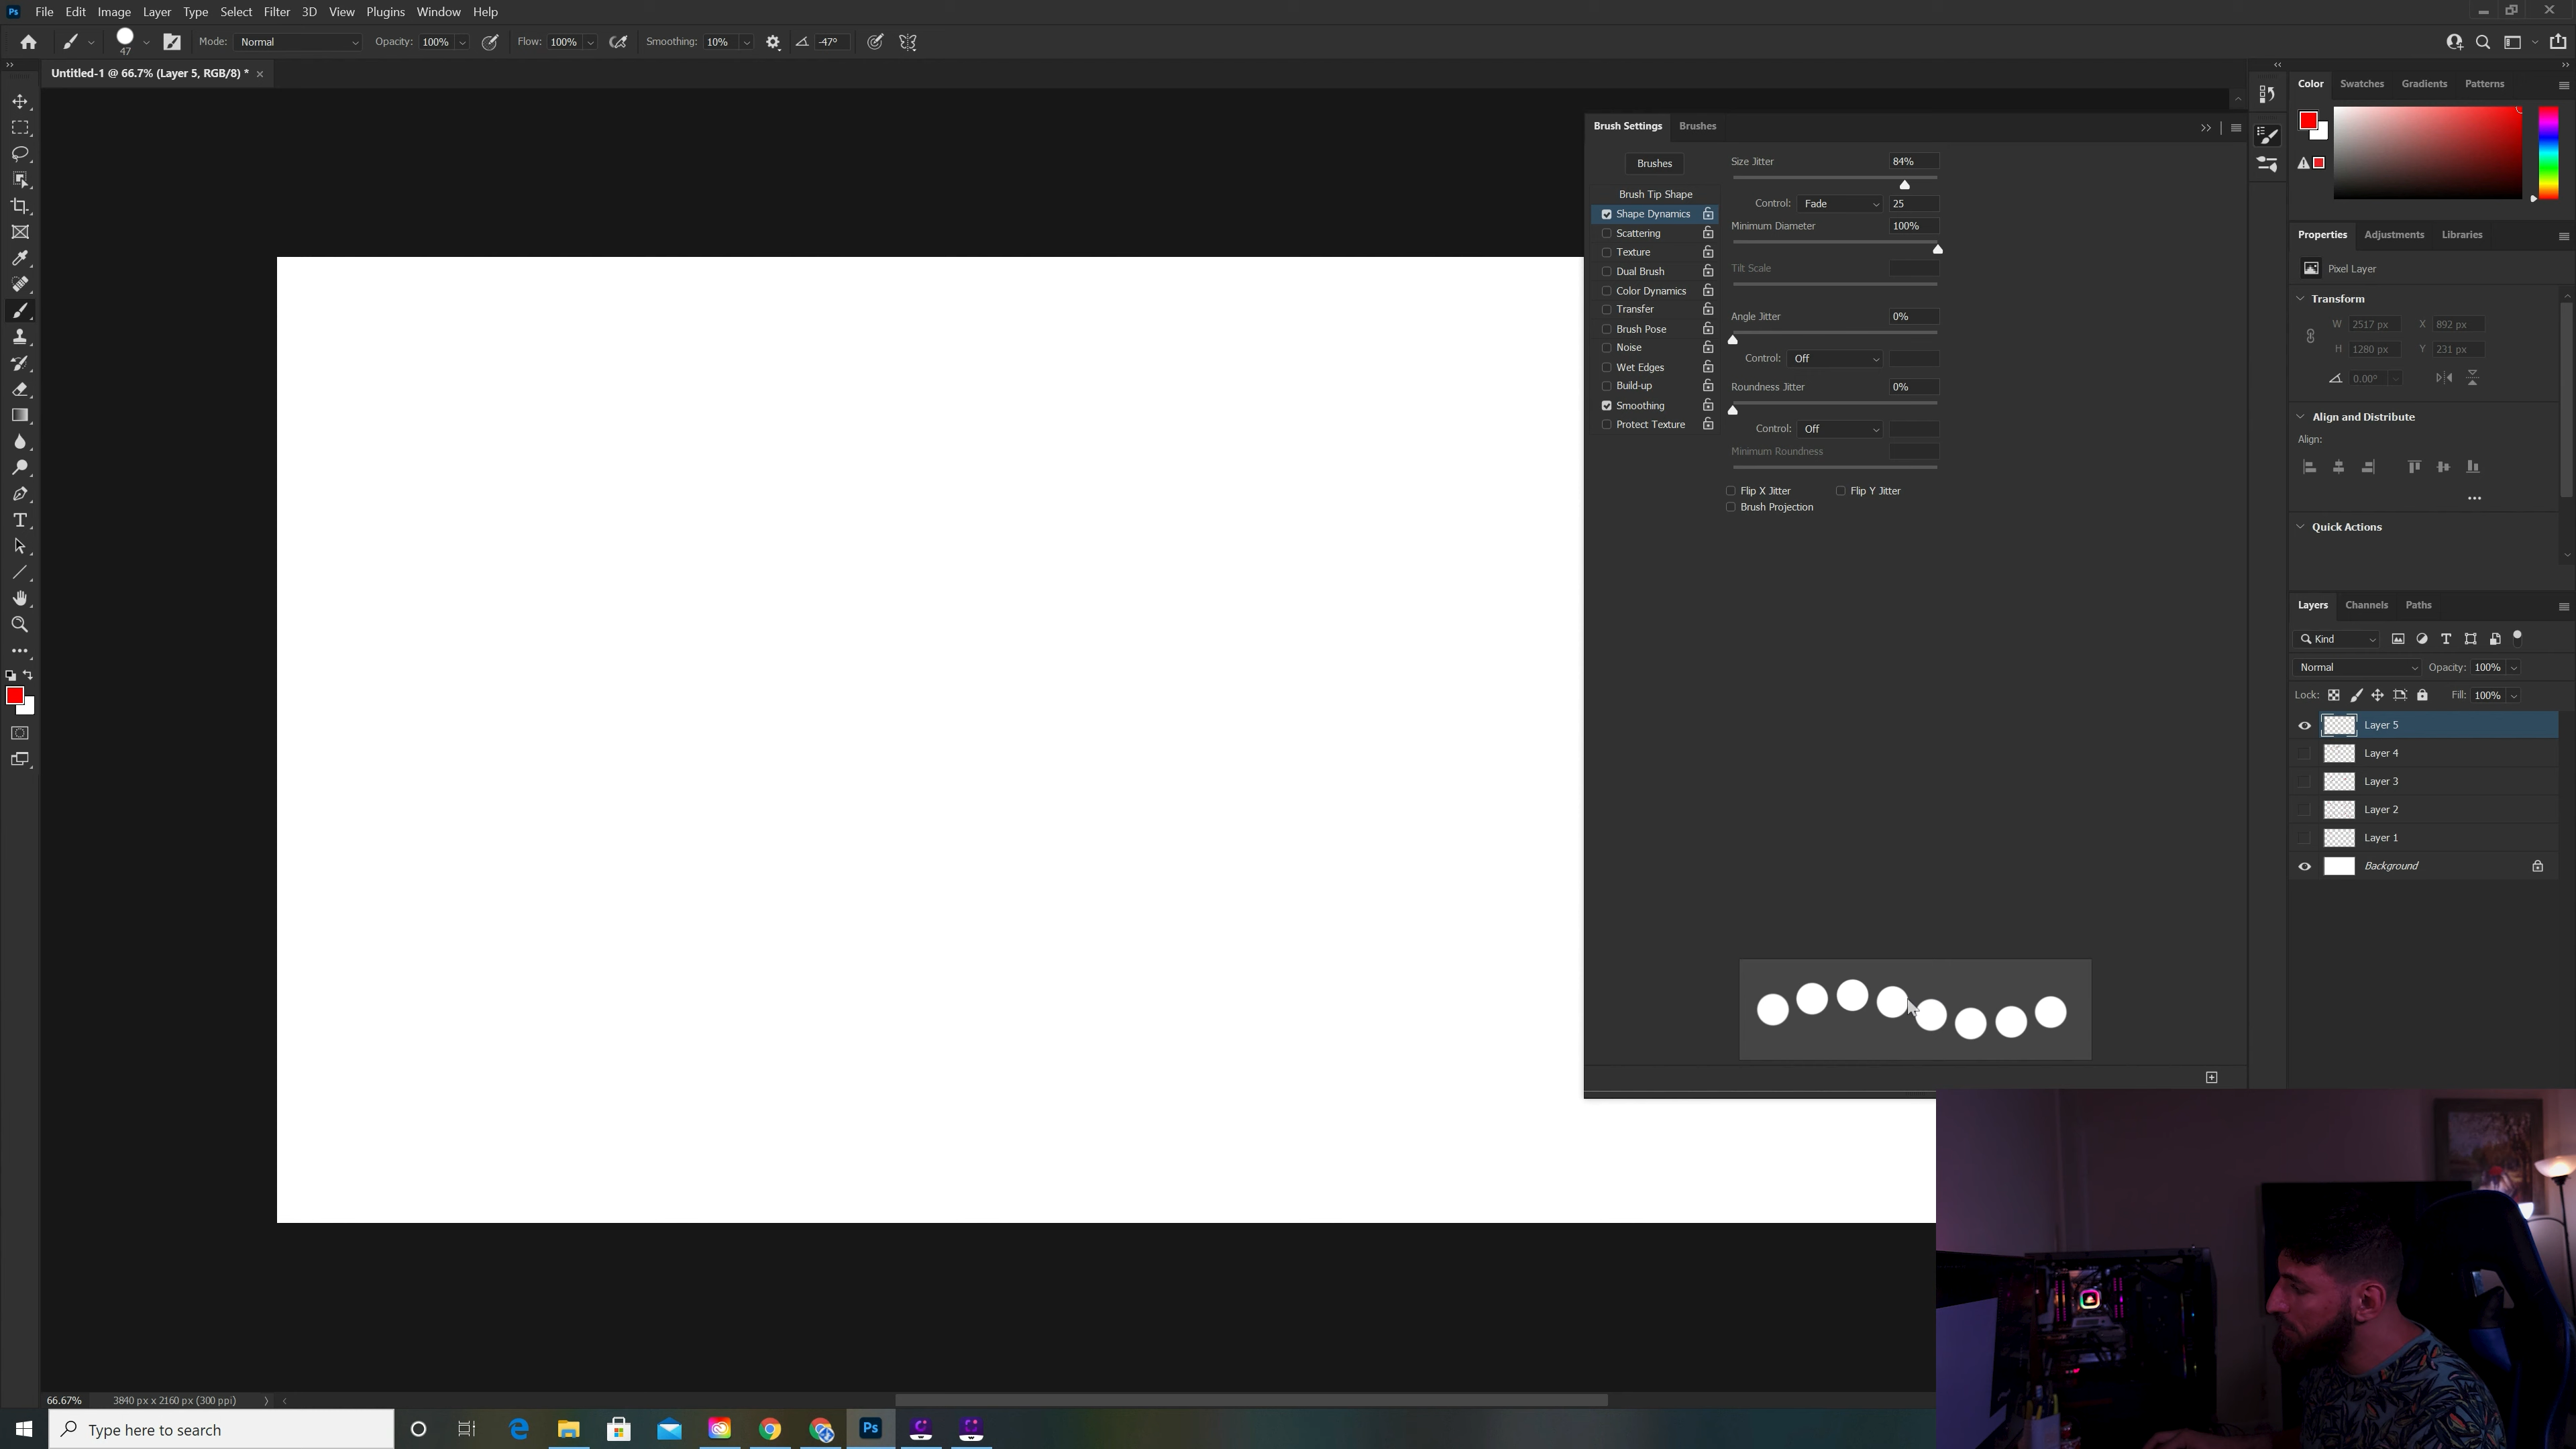 Ps File Edit Image Layer Type Select Filter 3D View Plugins Window Help
47 Mode: Normal Opacity: 100% Flow: 100% Smoothing: 10% -47°
Untitled-1 @ 66.7% (Layer 5, RGB/8) *
Brush Settings Brushes
Brushes
Brush Tip Shape
Shape Dynamics
Scattering
Texture
Dual Brush
Color Dynamics
Transfer
Brush Pose
Noise
Wet Edges
Build-up
Smoothing
Protect Texture
Size Jitter 84%
Control: Fade 25
Minimum Diameter 100%
Tilt Scale
Angle Jitter 0%
Control: Off
Roundness Jitter 0%
Control: Off
Minimum Roundness
Flip X Jitter Flip Y Jitter
Brush Projection
Color Swatches Gradients Patterns
Properties Adjustments Libraries
Pixel Layer
Transform
W 2517 px X 892 px
H 1280 px Y 231 px
0.00°
Align and Distribute
Align:
Quick Actions
Layers Channels Paths
Kind
Normal Opacity: 100%
Lock: Fill: 100%
Layer 5
Layer 4
Layer 3
Layer 2
Layer 1
Background
66.67% 3840 px x 2160 px (300 ppi)
Type here to search
Ps